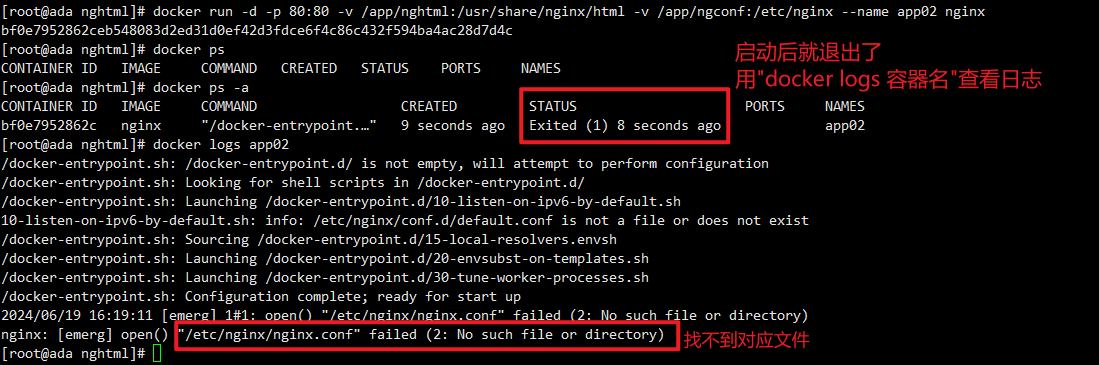 [root@ada nghtml]# docker run -d -p 80:80 -v /app/nghtml:/usr/share/nginx/html -v /app/ngconf:/etc/nginx --name app02 nginx
bf0e7952862ceb548083d2ed31d0ef42d3fdce6f4c86c432f594ba4ac28d7d4c
[root@ada nghtml]# docker ps
CONTAINER ID   IMAGE     COMMAND   CREATED   STATUS    PORTS     NAMES
启动后就退出了
[root@ada nghtml]# docker ps -a
用"docker logs 容器名"查看日志
CONTAINER ID   IMAGE     COMMAND                  CREATED         STATUS                     PORTS     NAMES
bf0e7952862c   nginx     "/docker-entrypoint.…"   9 seconds ago   Exited (1) 8 seconds ago             app02
[root@ada nghtml]# docker logs app02
/docker-entrypoint.sh: /docker-entrypoint.d/ is not empty, will attempt to perform configuration
/docker-entrypoint.sh: Looking for shell scripts in /docker-entrypoint.d/
/docker-entrypoint.sh: Launching /docker-entrypoint.d/10-listen-on-ipv6-by-default.sh
10-listen-on-ipv6-by-default.sh: info: /etc/nginx/conf.d/default.conf is not a file or does not exist
/docker-entrypoint.sh: Sourcing /docker-entrypoint.d/15-local-resolvers.envsh
/docker-entrypoint.sh: Launching /docker-entrypoint.d/20-envsubst-on-templates.sh
/docker-entrypoint.sh: Launching /docker-entrypoint.d/30-tune-worker-processes.sh
/docker-entrypoint.sh: Configuration complete; ready for start up
2024/06/19 16:19:11 [emerg] 1#1: open() "/etc/nginx/nginx.conf" failed (2: No such file or directory)
nginx: [emerg] open() "/etc/nginx/nginx.conf" failed (2: No such file or directory) 找不到对应文件
[root@ada nghtml]#